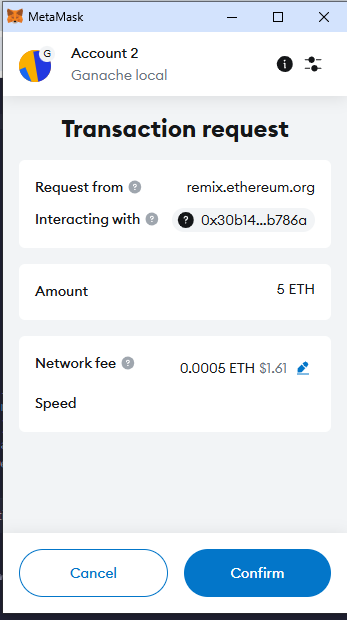 MetaMask
G
Account 2
Ganache local
Transaction request
Request from ? remix.ethereum.org
Interacting with ? ? 0x30b14...b786a
Amount 5 ETH
Network fee ? 0.0005 ETH $1.61
Speed
Cancel Confirm